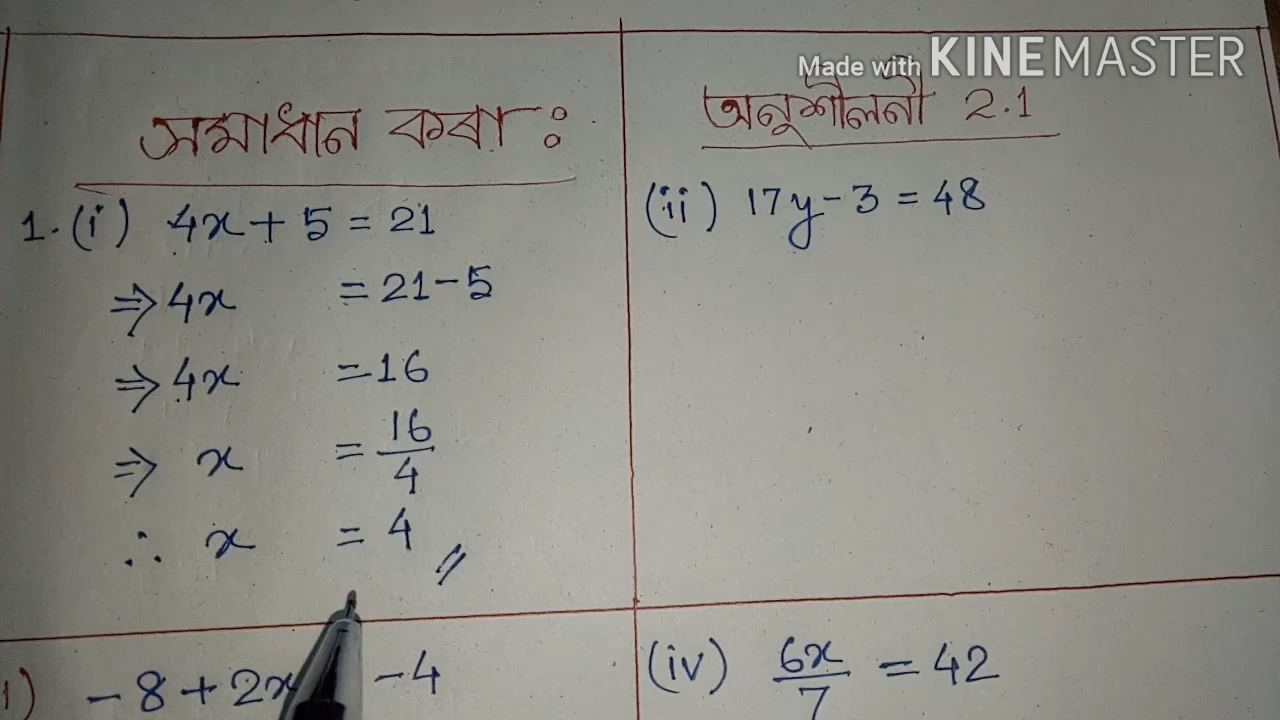 Made with KINEMASTER
সমাধান কৰা :
অনুশীলনী 2.1
1. (i) 4x + 5 = 21
⇒ 4x = 21 - 5
⇒ 4x = 16
⇒ x = 16/4
∴ x = 4 //
(ii) 17y - 3 = 48
) - 8 + 2x - 4
(iv) 6x/7 = 42